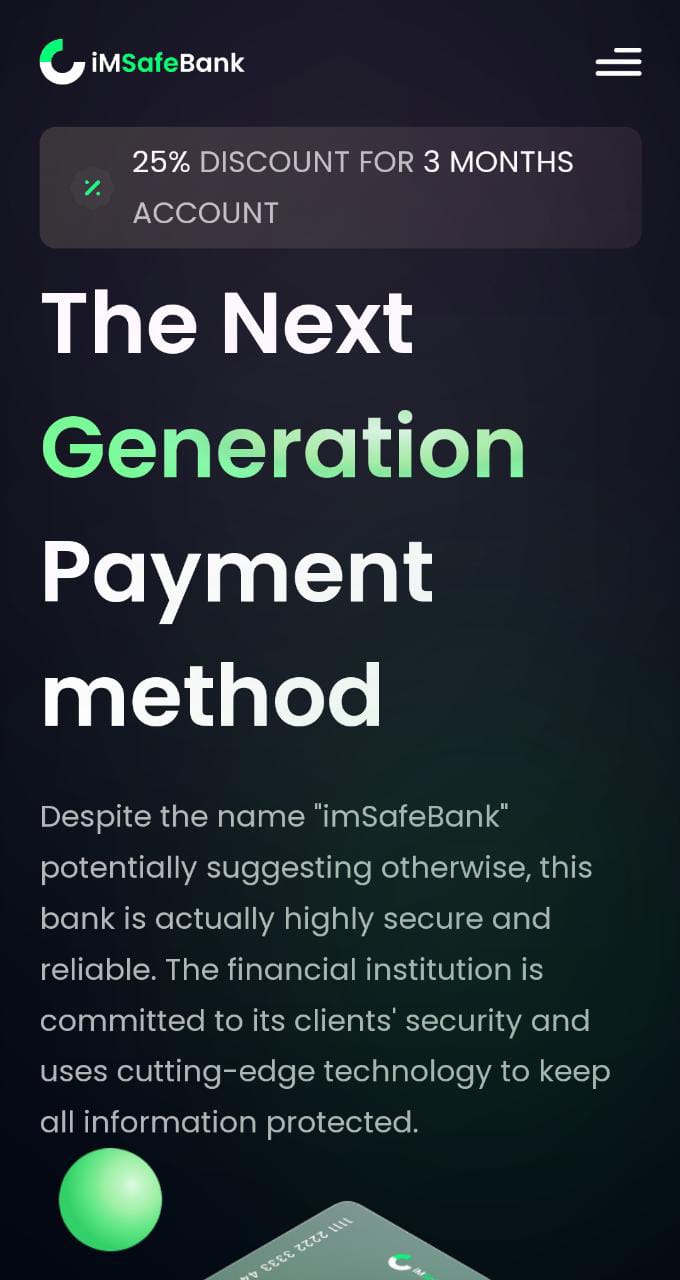 iMSafeBank
25% DISCOUNT FOR 3 MONTHS
ACCOUNT
The Next
Generation
Payment
method
Despite the name "imSafeBank"
potentially suggesting otherwise, this
bank is actually highly secure and
reliable. The financial institution is
committed to its clients' security and
uses cutting-edge technology to keep
all information protected.
1111 2222 3333 44